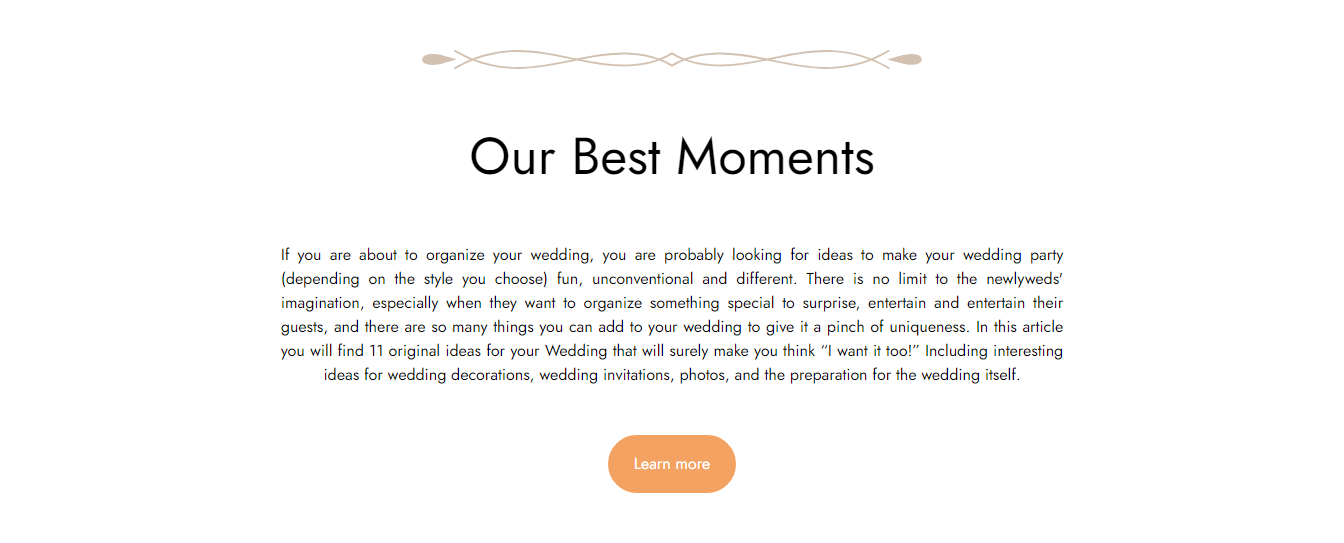 Our Best Moments
If you are about to organize your wedding, you are probably looking for ideas to make your wedding party
(depending on the style you choose) fun, unconventional and different. There is no limit to the newlyweds'
imagination, especially when they want to organize something special to surprise, entertain and entertain their
guests, and there are so many things you can add to your wedding to give it a pinch of uniqueness. In this article
you will find 11 original ideas for your Wedding that will surely make you think “I want it too!” Including interesting
ideas for wedding decorations, wedding invitations, photos, and the preparation for the wedding itself.
Learn more